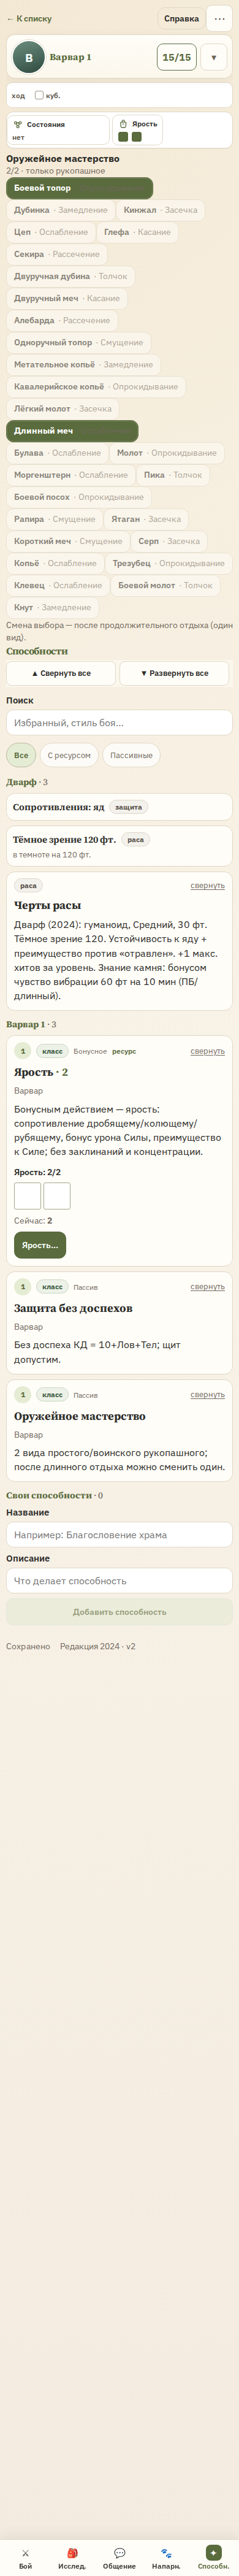 ← К списку
Справка
⋯
В
Варвар 1
15/15
▼
ход
куб.
Состояния
нет
Ярость
Оружейное мастерство
2/2 · только рукопашное
Боевой топор
Дубинка · Замедление
Кинжал · Засечка
Цеп · Ослабление
Глефа · Касание
Секира · Рассечение
Двуручная дубина · Толчок
Двуручный меч · Касание
Алебарда · Рассечение
Одноручный топор · Смущение
Метательное копьё · Замедление
Кавалерийское копьё · Опрокидывание
Лёгкий молот · Засечка
Длинный меч
Булава · Ослабление
Молот · Опрокидывание
Моргенштерн · Ослабление
Пика · Толчок
Боевой посох · Опрокидывание
Рапира · Смущение
Ятаган · Засечка
Короткий меч · Смущение
Серп · Засечка
Копьё · Ослабление
Трезубец · Опрокидывание
Клевец · Ослабление
Боевой молот · Толчок
Кнут · Замедление
Смена выбора — после продолжительного отдыха (один
вид).
Способности
▲ Свернуть все
▼ Развернуть все
Поиск
Избранный, стиль боя…
Все
С ресурсом
Пассивные
Дварф · 3
Сопротивления: яд
защита
Тёмное зрение 120 фт.
раса
в темноте на 120 фт.
раса
свернуть
Черты расы
Дварф (2024): гуманоид, Средний, 30 фт.
Тёмное зрение 120. Устойчивость к яду +
преимущество против «отравлен». +1 макс.
хитов за уровень. Знание камня: бонусом
чувство вибрации 60 фт на 10 мин (ПБ/
длинный).
Варвар 1 · 3
1
класс
Бонусное
ресурс
свернуть
Ярость · 2
Варвар
Бонусным действием — ярость:
сопротивление дробящему/колющему/
рубящему, бонус урона Силы, преимущество
к Силе; без заклинаний и концентрации.
Ярость: 2/2
Сейчас: 2
Ярость…
1
класс
Пассив
свернуть
Защита без доспехов
Варвар
Без доспеха КД = 10+Лов+Тел; щит
допустим.
1
класс
Пассив
свернуть
Оружейное мастерство
Варвар
2 вида простого/воинского рукопашного;
после длинного отдыха можно сменить один.
Свои способности · 0
Название
Например: Благословение храма
Описание
Что делает способность
Добавить способность
Сохранено
Редакция 2024 · v2
Бой
Исслед.
Общение
Напарн.
Способн.